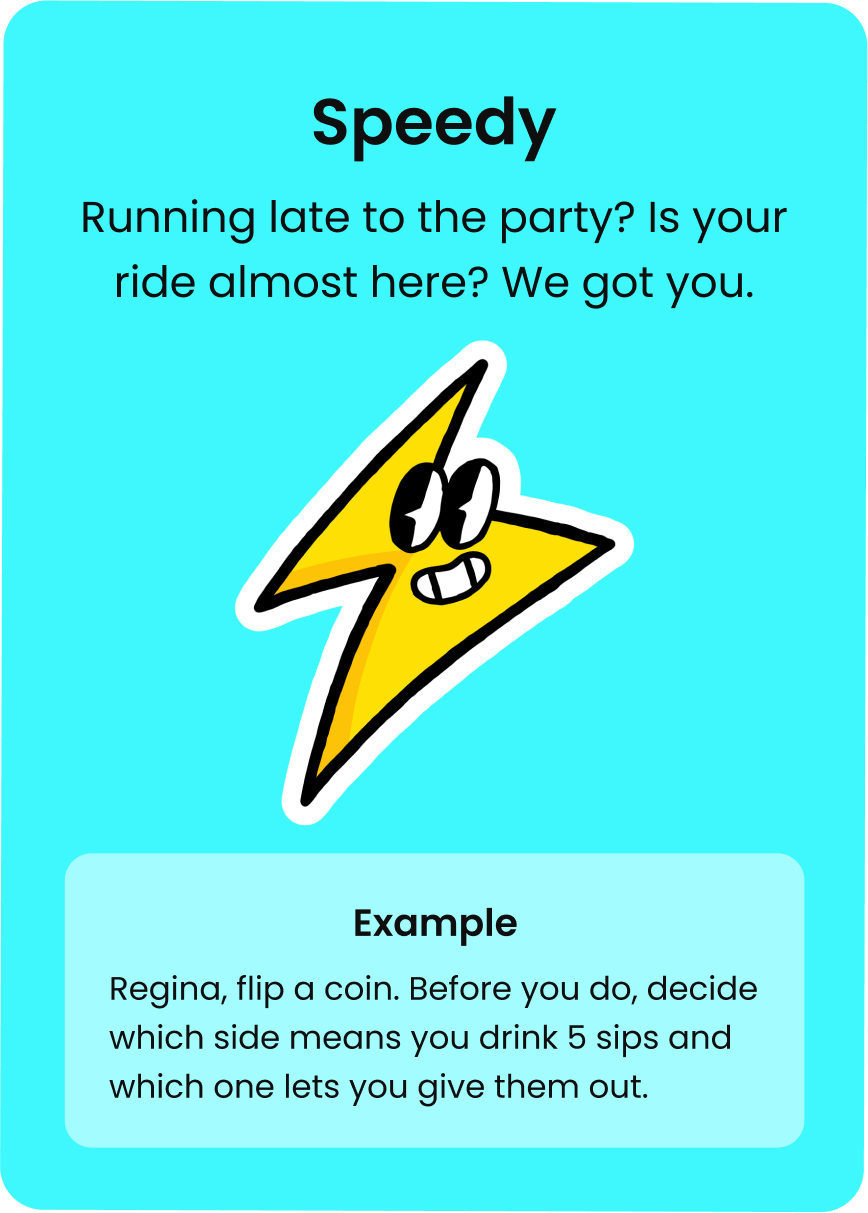 Speedy
Running late to the party? Is your
ride almost here? We got you.
Example
Regina, flip a coin. Before you do, decide
which side means you drink 5 sips and
which one lets you give them out.